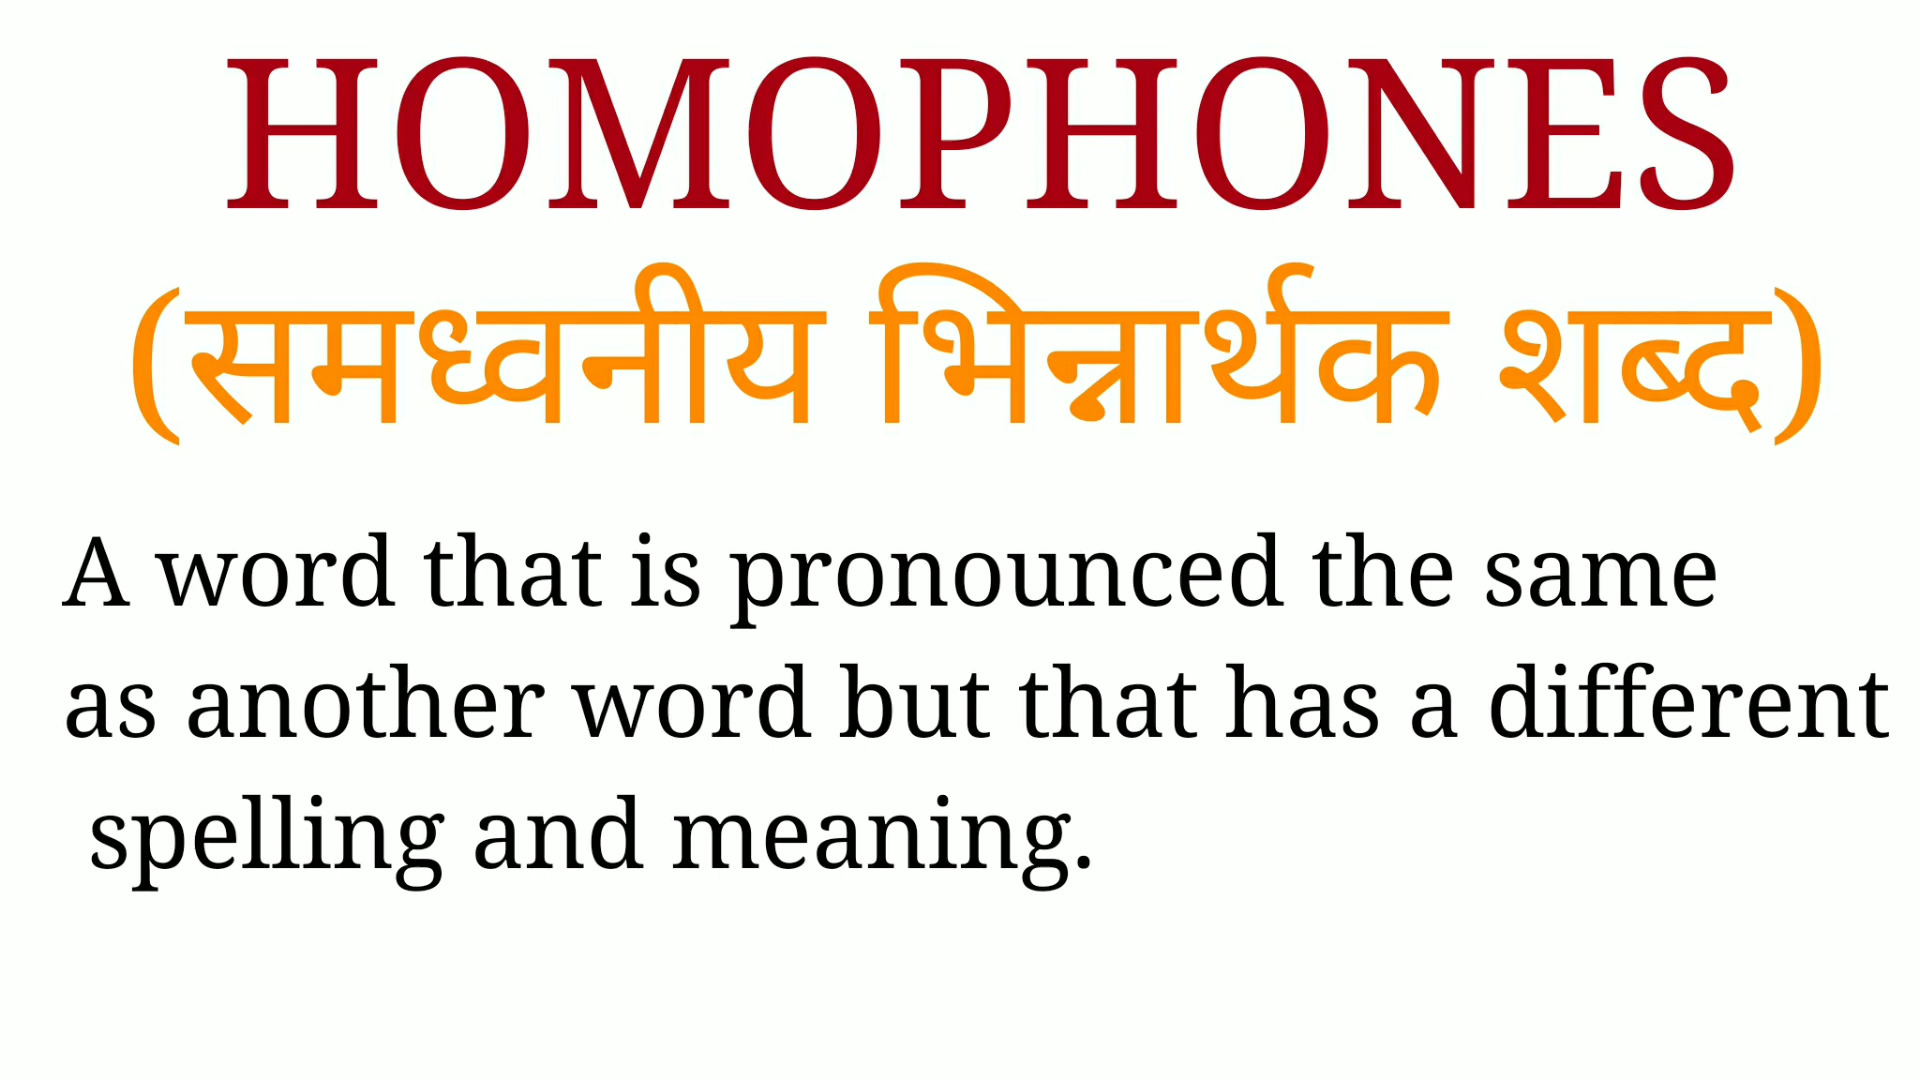 HOMOPHONES
(समध्वनीय भिन्नार्थक शब्द)
A word that is pronounced the same
as another word but that has a different
spelling and meaning.